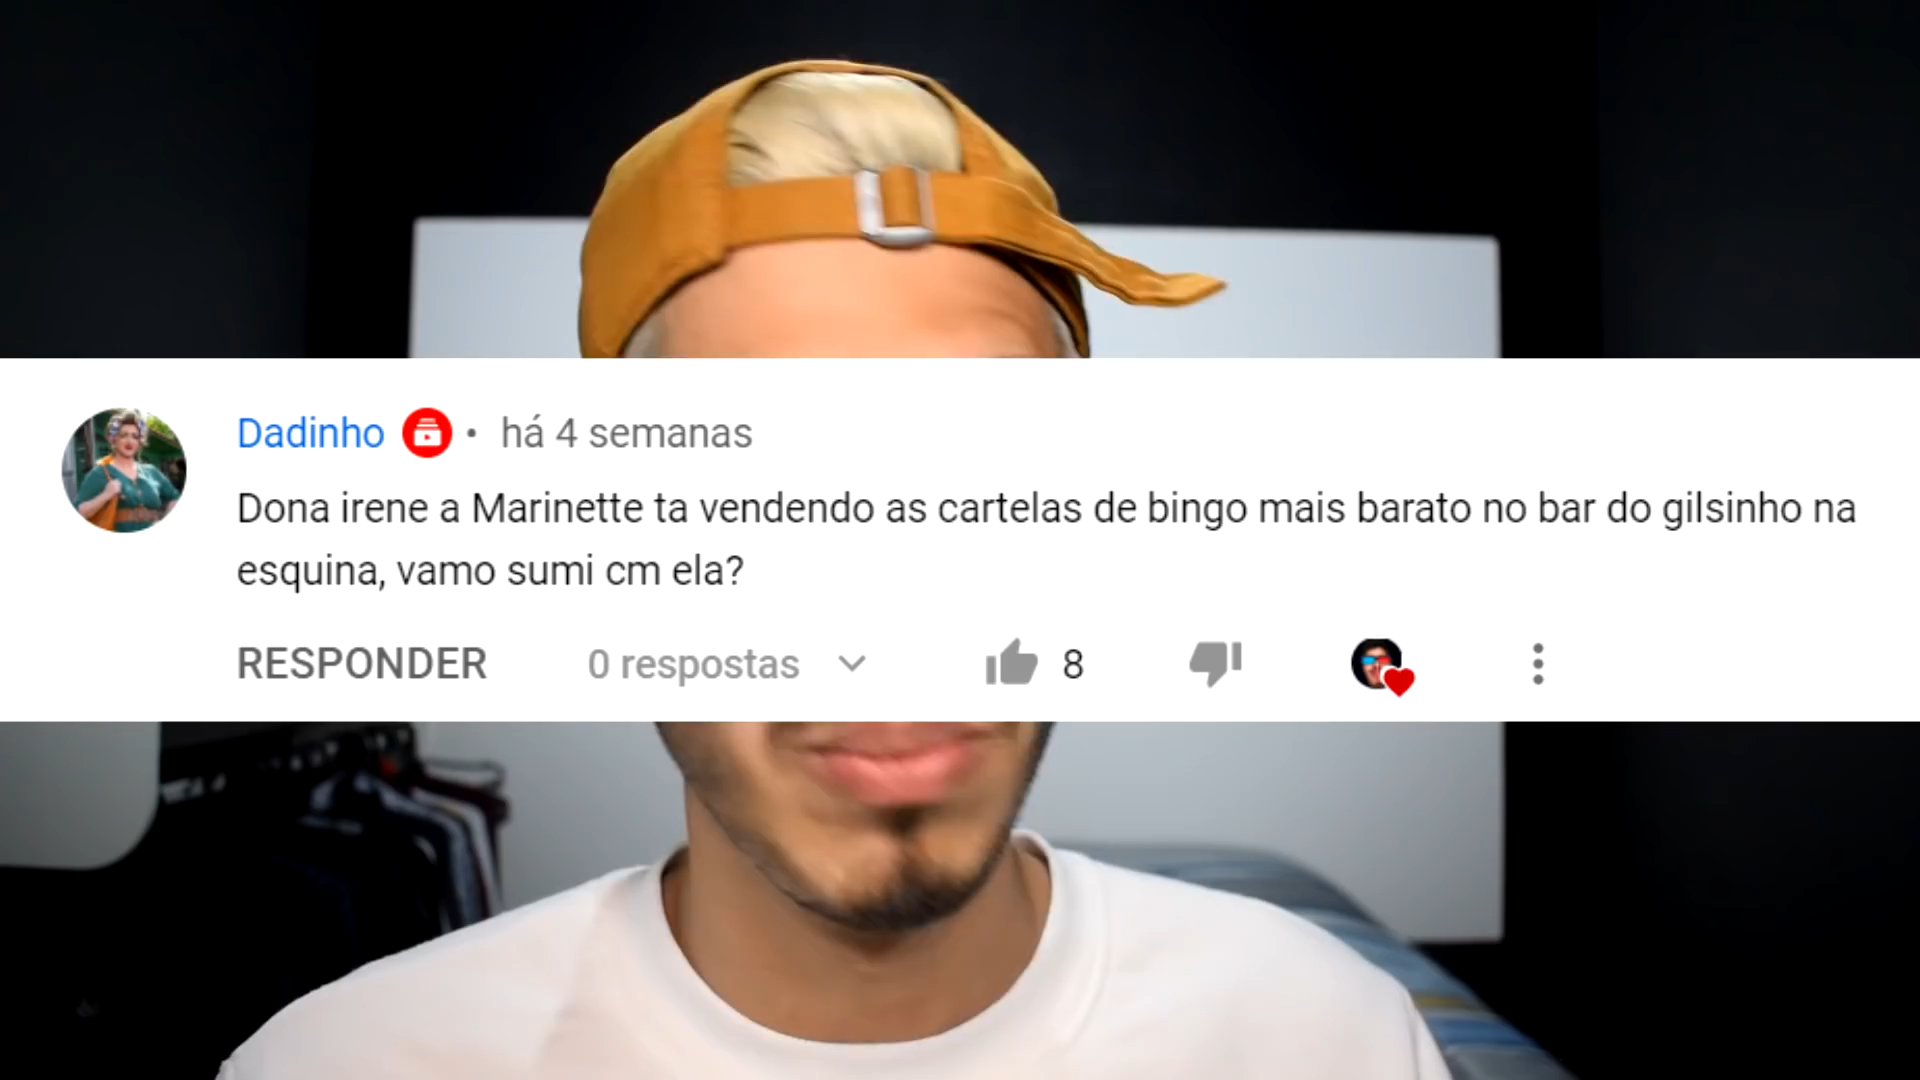 Dadinho • há 4 semanas
Dona irene a Marinette ta vendendo as cartelas de bingo mais barato no bar do gilsinho na
esquina, vamo sumi cm ela?
RESPONDER 0 respostas 8